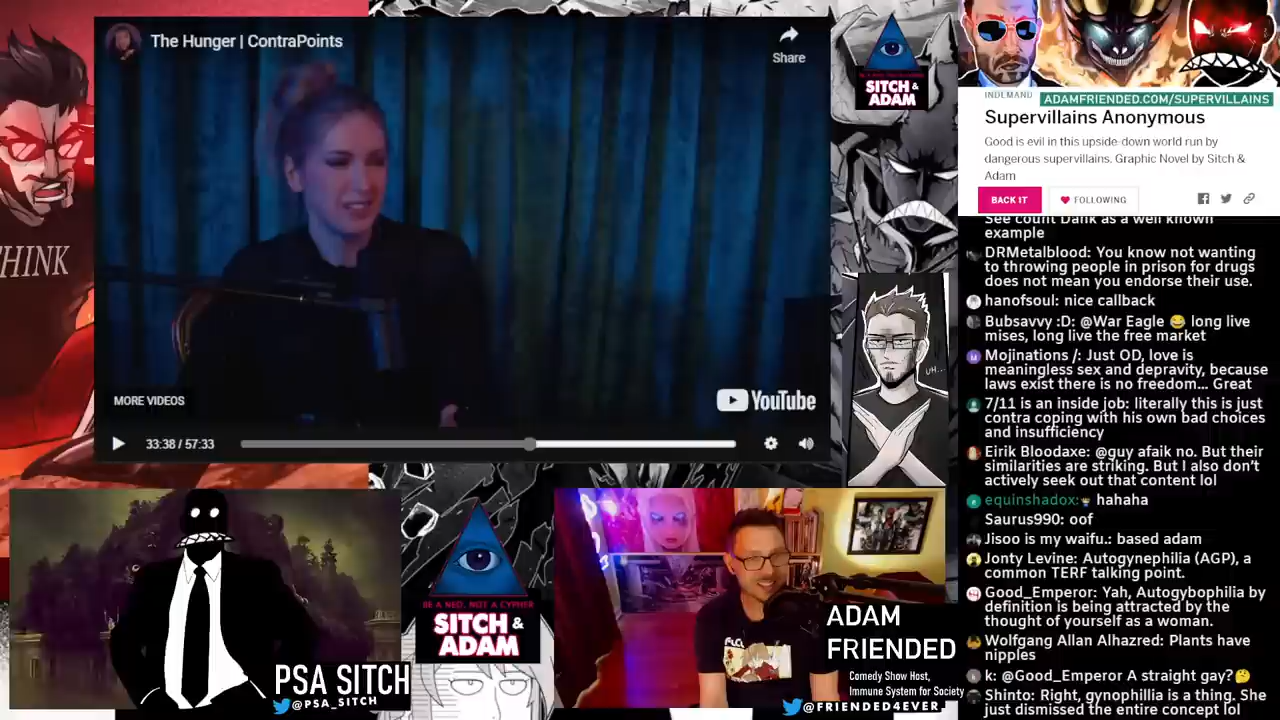 The Hunger | ContraPoints
Share
MORE VIDEOS
YouTube
33:38 / 57:33
THINK
SITCH &
ADAM
UH...
INDEMAND
ADAMFRIENDED.COM/SUPERVILLAINS
Supervillains Anonymous
Good is evil in this upside-down world run by
dangerous supervillains. Graphic Novel by Sitch &
Adam
BACK IT
FOLLOWING
See count Dank as a well known
example
DRMetalblood: You know not wanting
to throwing people in prison for drugs
does not mean you endorse their use.
hanofsoul: nice callback
Bubsavvy :D: @War Eagle 😂 long live
mises, long live the free market
Mojinations /: Just OD, love is
meaningless sex and depravity, because
laws exist there is no freedom... Great
7/11 is an inside job: literally this is just
contra coping with his own bad choices
and insufficiency
Eirik Bloodaxe: @guy afaik no. But their
similarities are striking. But I also don't
actively seek out that content lol
equinshadox: hahaha
Saurus990: oof
Jisoo is my waifu.: based adam
Jonty Levine: Autogynephilia (AGP), a
common TERF talking point.
Good_Emperor: Yah, Autogybophilia by
definition is being attracted by the
thought of yourself as a woman.
Wolfgang Allan Alhazred: Plants have
nipples
k: @Good_Emperor A straight gay? 🤔
Shinto: Right, gynephillia is a thing. She
just dismissed the entire concept lol
PSA SITCH
@PSA_SITCH
BE A NEO, NOT A CYPHER
SITCH &
ADAM
ADAM
FRIENDED
Comedy Show Host,
Immune System for Society
@FRIENDED4EVER